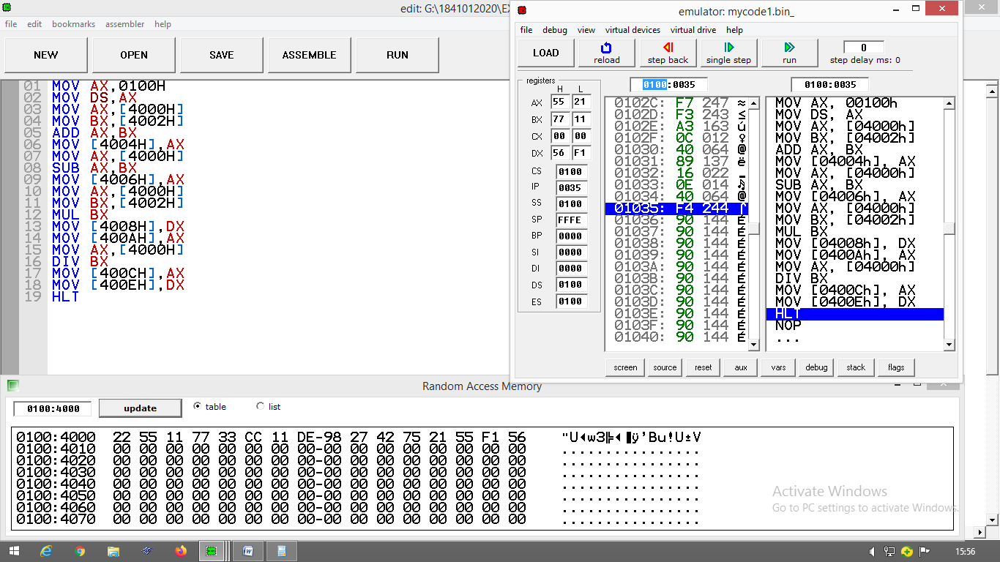 edit: G:\1841012020\EX
file edit bookmarks assembler help
NEW OPEN SAVE ASSEMBLE RUN
01 MOV AX,0100H
02 MOV DS,AX
03 MOV AX,[4000H]
04 MOV BX,[4002H]
05 ADD AX,BX
06 MOV [4004H],AX
07 MOV AX,[4000H]
08 SUB AX,BX
09 MOV [4006H],AX
10 MOV AX,[4000H]
11 MOV BX,[4002H]
12 MUL BX
13 MOV [4008H],DX
14 MOV [400AH],AX
15 MOV AX,[4000H]
16 DIV BX
17 MOV [400CH],AX
18 MOV [400EH],DX
19 HLT
emulator: mycode1.bin_
file debug view virtual devices virtual drive help
LOAD reload step back single step run 0
step delay ms: 0
registers
H L
AX 55 21
BX 77 11
CX 00 00
DX 56 F1
CS 0100
IP 0035
SS 0100
SP FFFE
BP 0000
SI 0000
DI 0000
DS 0100
ES 0100
0100:0035
0102C: F7 247 ≈
0102D: F3 243 ≤
0102E: A3 163 ú
0102F: 0C 012 ♀
01030: 40 064 @
01031: 89 137 ë
01032: 16 022 ▬
01033: 0E 014 ♫
01034: 40 064 @
01035: F4 244 ⌠
01036: 90 144 É
01037: 90 144 É
01038: 90 144 É
01039: 90 144 É
0103A: 90 144 É
0103B: 90 144 É
0103C: 90 144 É
0103D: 90 144 É
0103E: 90 144 É
0103F: 90 144 É
01040: 90 144 É
0100:0035
MOV AX, 00100h
MOV DS, AX
MOV AX, [04000h]
MOV BX, [04002h]
ADD AX, BX
MOV [04004h], AX
MOV AX, [04000h]
SUB AX, BX
MOV [04006h], AX
MOV AX, [04000h]
MOV BX, [04002h]
MUL BX
MOV [04008h], DX
MOV [0400Ah], AX
MOV AX, [04000h]
DIV BX
MOV [0400Ch], AX
MOV [0400Eh], DX
HLT
NOP
...
screen source reset aux vars debug stack flags
Random Access Memory
0100:4000 update table list
0100:4000 22 55 11 77 33 CC 11 DE-98 27 42 75 21 55 F1 56 "U◄w3╠◄▐ÿ'Bu!U±V
0100:4010 00 00 00 00 00 00 00 00-00 00 00 00 00 00 00 00 ................
0100:4020 00 00 00 00 00 00 00 00-00 00 00 00 00 00 00 00 ................
0100:4030 00 00 00 00 00 00 00 00-00 00 00 00 00 00 00 00 ................
0100:4040 00 00 00 00 00 00 00 00-00 00 00 00 00 00 00 00 ................
0100:4050 00 00 00 00 00 00 00 00-00 00 00 00 00 00 00 00 ................
0100:4060 00 00 00 00 00 00 00 00-00 00 00 00 00 00 00 00 ................
0100:4070 00 00 00 00 00 00 00 00-00 00 00 00 00 00 00 00 ................
Activate Windows
Go to PC settings to activate Windows.
15:56